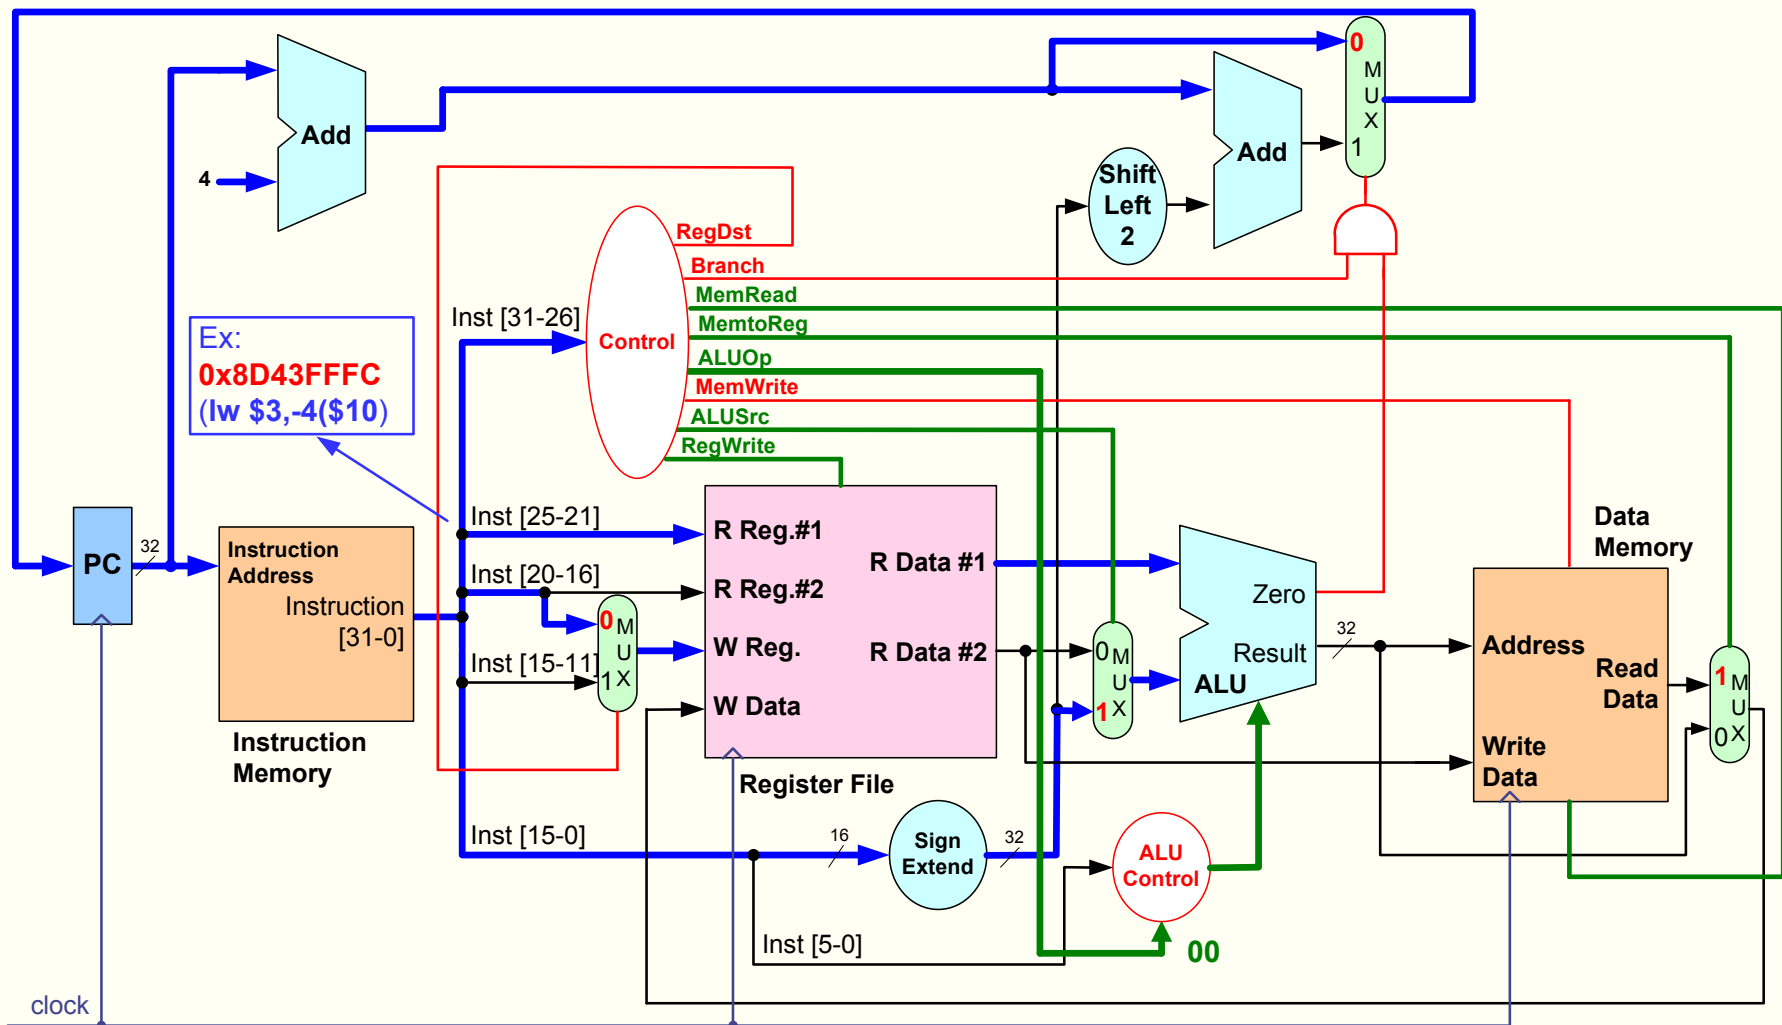 0
M
U
X
1
Add
4
Add
Shift
Left
2
RegDst
Branch
MemRead
MemtoReg
ALUOp
MemWrite
ALUSrc
RegWrite
Inst [31-26]
Control
Ex:
0x8D43FFFC
(lw $3,-4($10)
PC
32
Instruction
Address
Instruction
[31-0]
Instruction
Memory
Inst [25-21]
Inst [20-16]
Inst [15-11]
0
M
U
X
1
R Reg.#1
R Reg.#2
W Reg.
W Data
R Data #1
R Data #2
Register File
0
M
U
X
1
Zero
Result
ALU
32
Data
Memory
Address
Read
Data
Write
Data
1
M
U
X
0
Inst [15-0]
16
Sign
Extend
32
ALU
Control
Inst [5-0]
00
clock